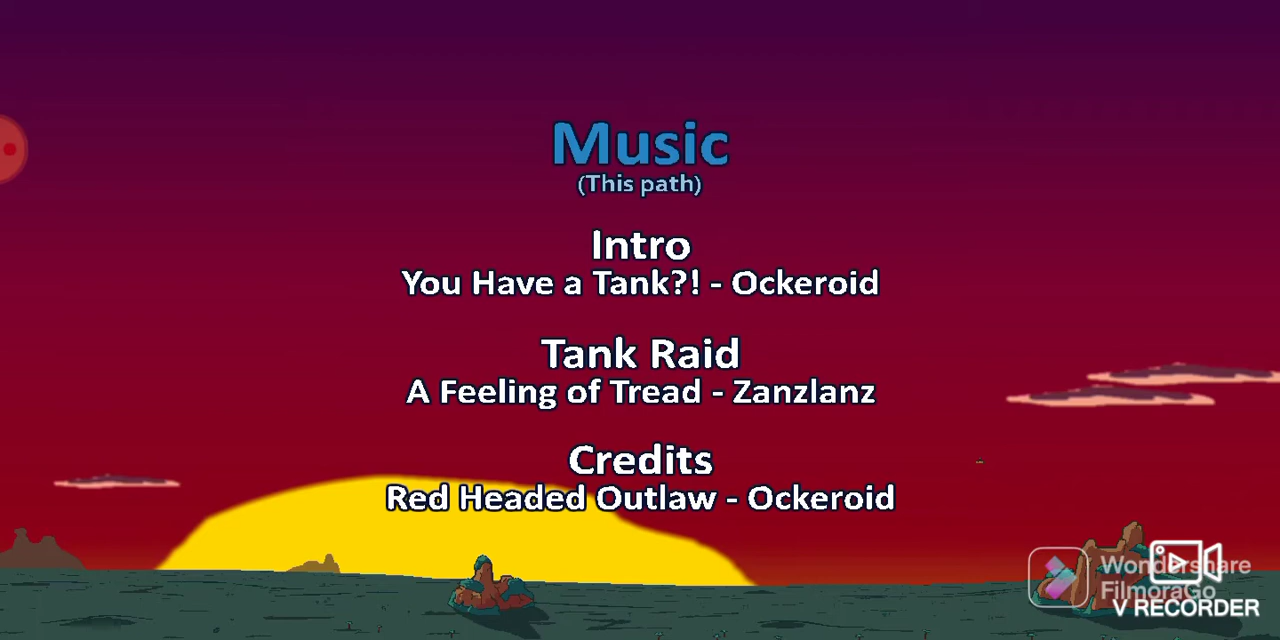 Music
(This path)
Intro
You Have a Tank?! - Ockeroid
Tank Raid
A Feeling of Tread - Zanzlanz
Credits
Red Headed Outlaw - Ockeroid
Wondershare
FilmoraGo
V RECORDER